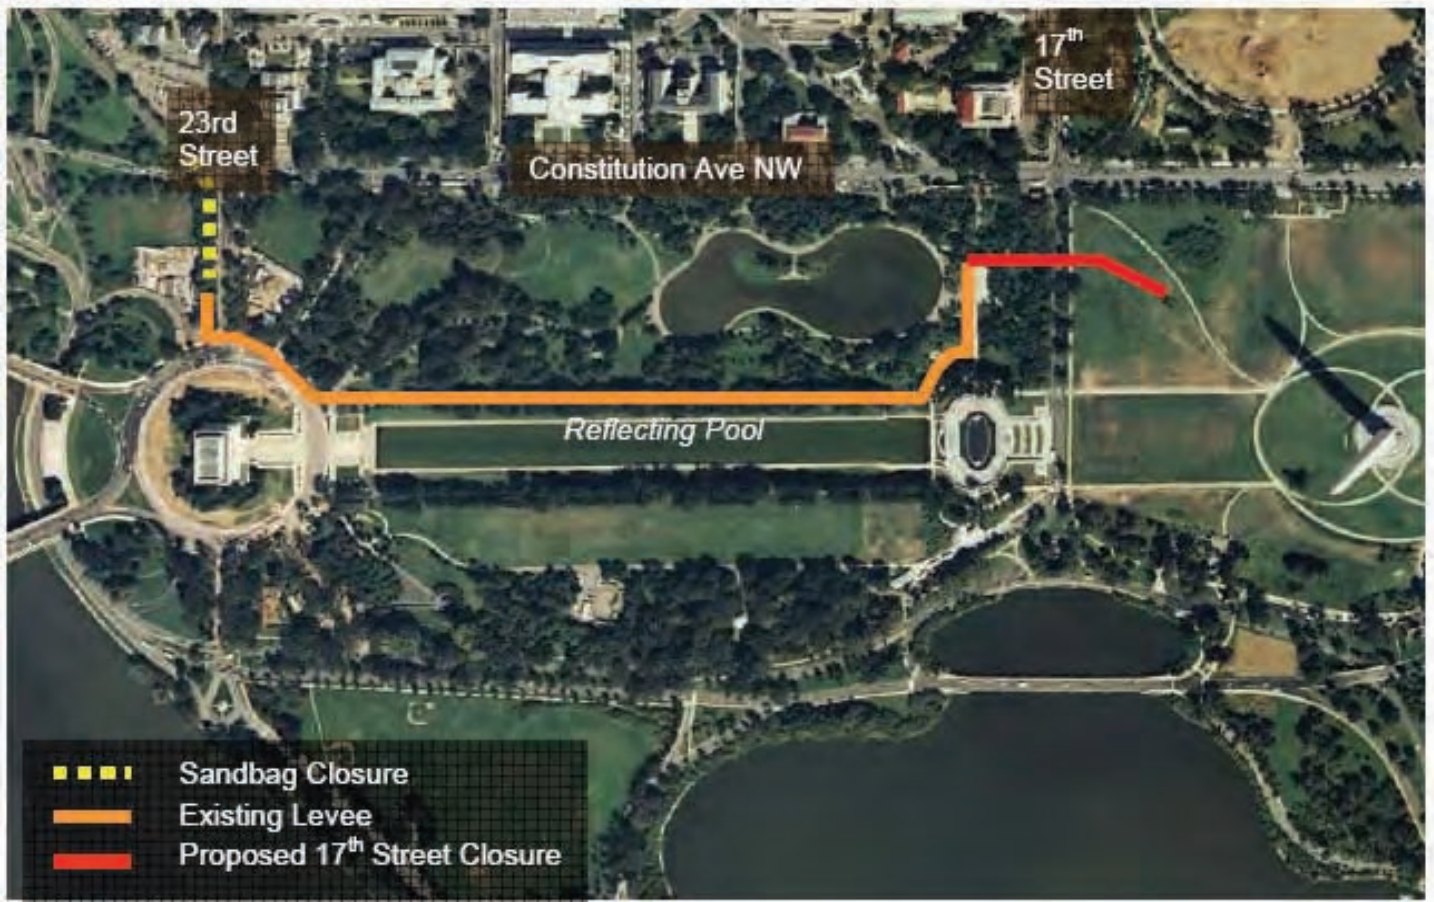 17th
Street
23rd
Street
Constitution Ave NW
Reflecting Pool
Sandbag Closure
Existing Levee
Proposed 17th Street Closure